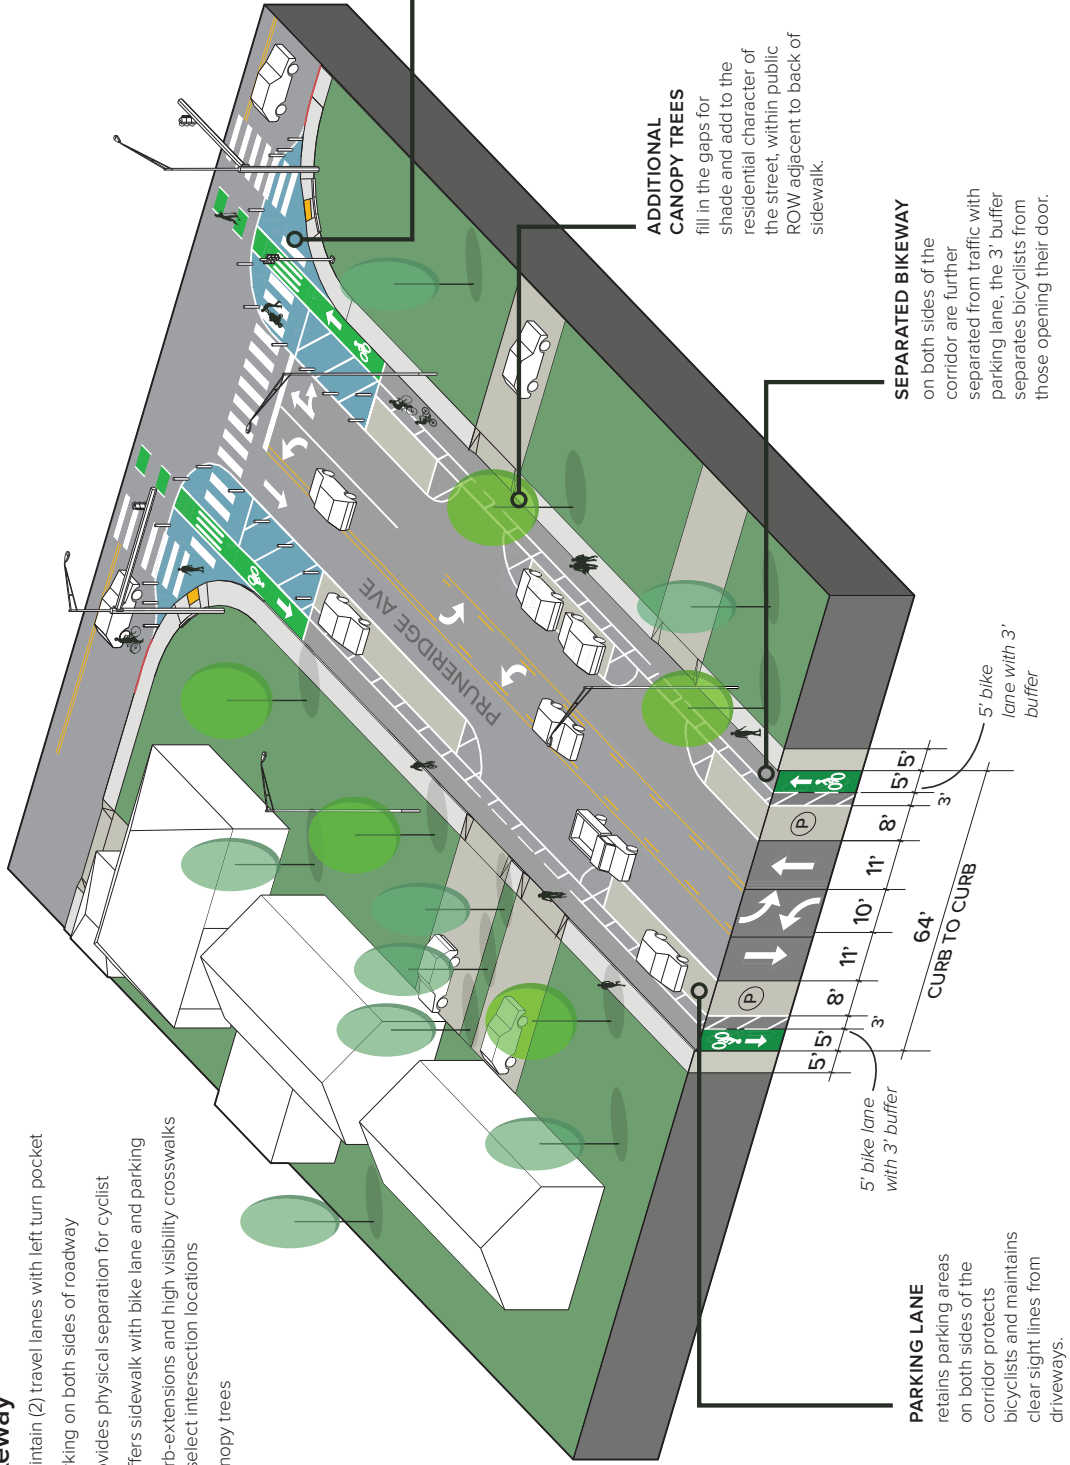 eway
intain (2) travel lanes with left turn pocket
rking on both sides of roadway
ovides physical separation for cyclist
ffers sidewalk with bike lane and parking
rb-extensions and high visibility crosswalks
select intersection locations
nopy trees
ADDITIONAL
CANOPY TREES
fill in the gaps for
shade and add to the
residential character of
the street, within public
ROW adjacent to back of
sidewalk.
SEPARATED BIKEWAY
on both sides of the
corridor are further
separated from traffic with
parking lane, the 3' buffer
separates bicyclists from
those opening their door.
PRUNERIDGE AVE
PARKING LANE
retains parking areas
on both sides of the
corridor protects
bicyclists and maintains
clear sight lines from
driveways.
5' bike lane
with 3' buffer
5' bike
lane with 3'
buffer
P
P
5'
5'
3'
8'
11'
10'
11'
8'
3'
5'
5'
64'
CURB TO CURB